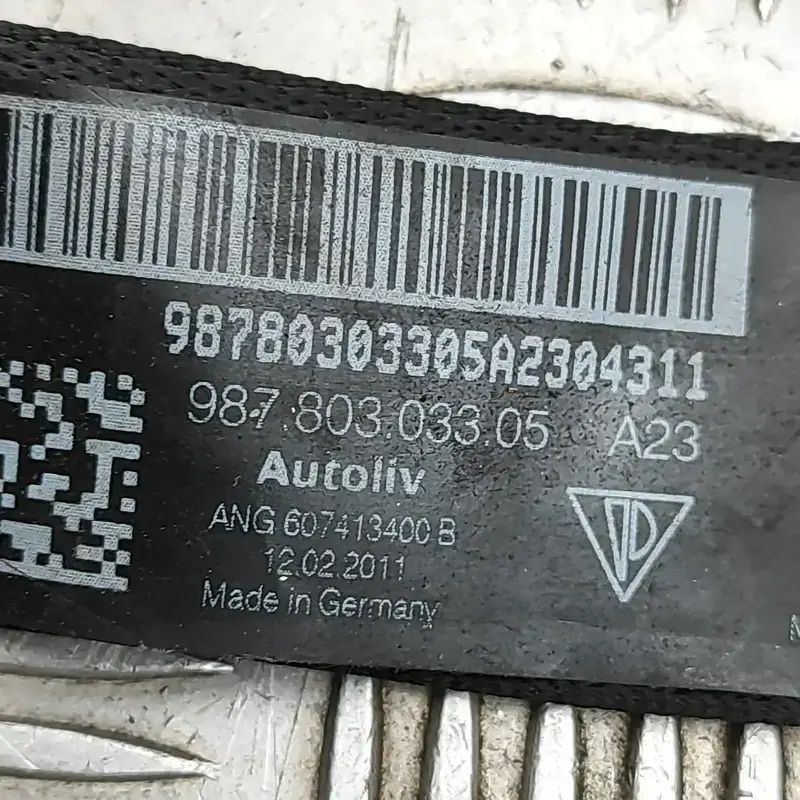 98780303305A2304311
987.803.033.05 A23
Autoliv
ANG 607413400 B
12.02.2011
Made in Germany